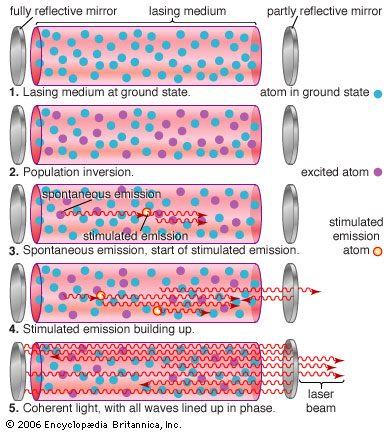 fully reflective mirror
lasing medium
partly reflective mirror
1. Lasing medium at ground state.
atom in ground state
2. Population inversion.
excited atom
spontaneous emission
stimulated emission
stimulated
emission
atom
3. Spontaneous emission, start of stimulated emission.
4. Stimulated emission building up.
laser
beam
5. Coherent light, with all waves lined up in phase.
© 2006 Encyclopædia Britannica, Inc.